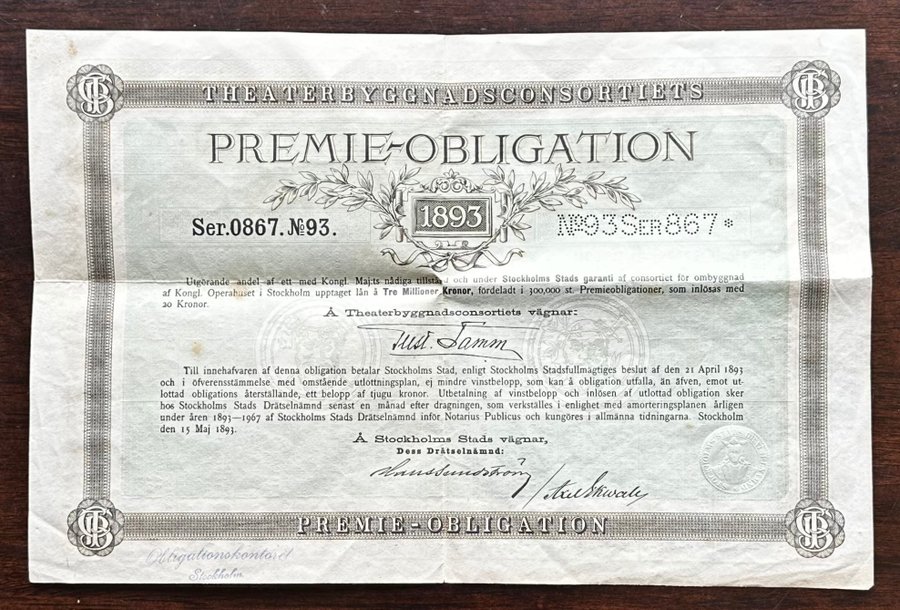 THEATERBYGGNADSCONSORTIETS
PREMIE-OBLIGATION
1893
Ser.0867.No93. No93SER867*
Utgörande andel af ett med Kongl. Maj:ts nådiga tillstånd och under Stockholms Stads garanti af consortiet för ombyggnad
af Kongl. Operahuset i Stockholm upptaget lån å Tre Millioner Kronor, fördeladt i 300,000 st. Premieobligationer, som inlösas med
20 Kronor.
Å Theaterbyggnadsconsortiets vägnar:
Gust. Tamm
Till innehafvaren af denna obligation betalar Stockholms Stad, enligt Stockholms Stadsfullmägtiges beslut af den 21 April 1893
och i öfverensstämmelse med omstående utlottningsplan, ej mindre vinstbelopp, som kan å obligation utfalla, än äfven, emot ut-
lottad obligations återställande, ett belopp af tjugu kronor. Utbetalning af vinstbelopp och inlösen af utlottad obligation sker
hos Stockholms Stads Drätselnämnd senast en månad efter dragningen, som verkställes i enlighet med amorteringsplanen årligen
under åren 1893—1967 af Stockholms Stads Drätselnämd inför Notarius Publicus och kungöres i allmänna tidningarna. Stockholm
den 15 Maj 1893.
Å Stockholms Stads vägnar,
Dess Drätselnämnd:
PREMIE-OBLIGATION
Obligationskontoret
Stockholm